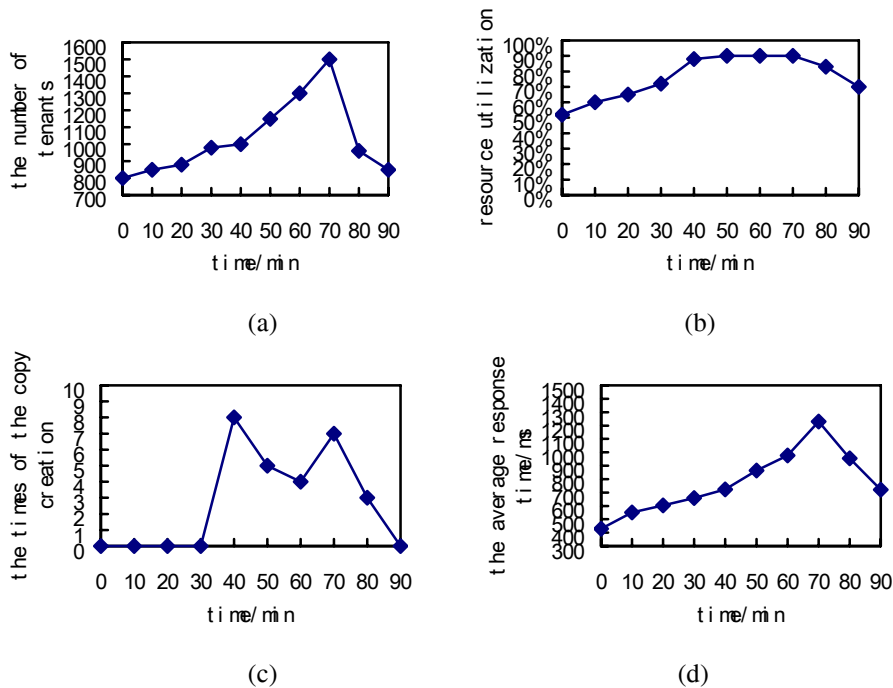 the number of
tenants
1600
1500
1400
1300
1200
1100
1000
900
800
700
0 10 20 30 40 50 60 70 80 90
time/min
(a)
resource utilization
100%
90%
80%
70%
60%
50%
40%
30%
20%
10%
0%
0 10 20 30 40 50 60 70 80 90
time/min
(b)
the times of the copy
creation
10
9
8
7
6
5
4
3
2
1
0
0 10 20 30 40 50 60 70 80 90
time/min
(c)
the average response
time/ms
1500
1400
1300
1200
1100
1000
900
800
700
600
500
400
300
0 10 20 30 40 50 60 70 80 90
time/min
(d)